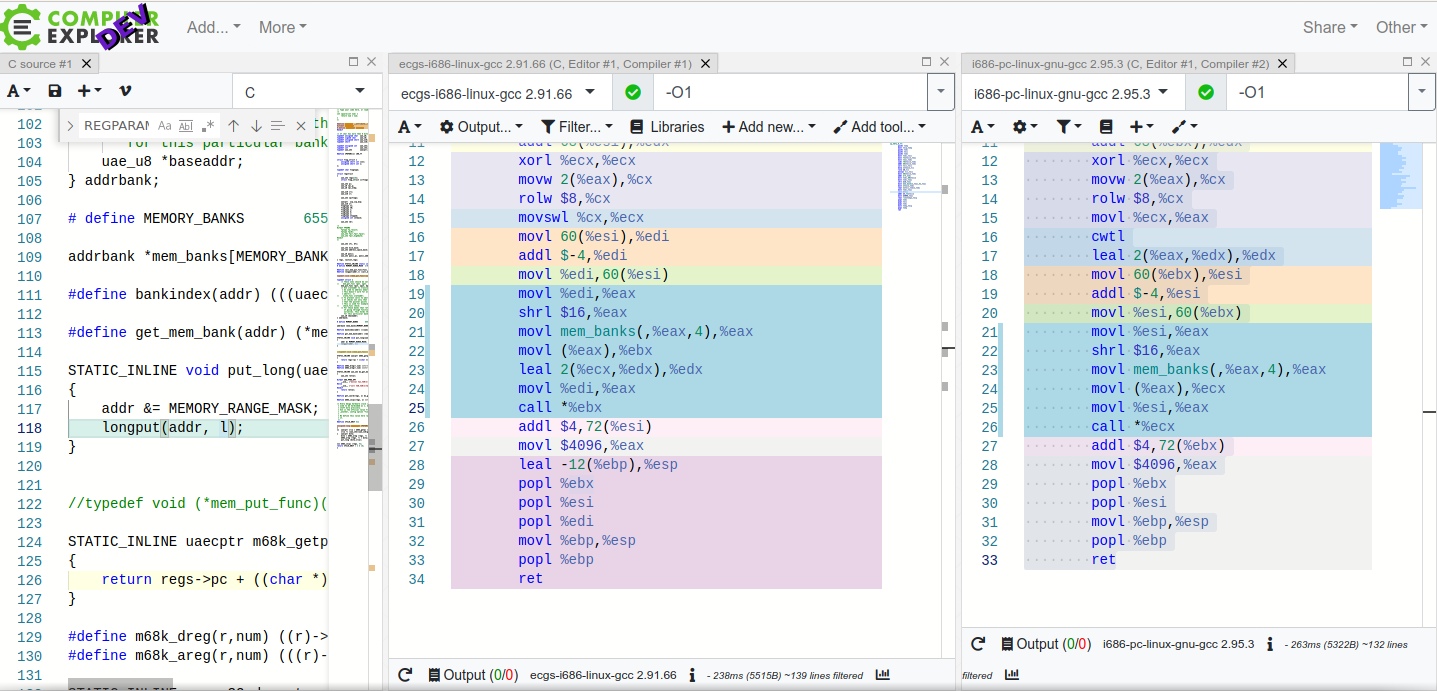 COMPILER EXPLORER DEV
Add...
More
Share
Other
C source #1
C
REGPARAM
Aa
Abl
.*
102
103
for this particular bank
104 uae_u8 *baseaddr;
105 } addrbank;
106
107 # define MEMORY_BANKS 655
108
109 addrbank *mem_banks[MEMORY_BANK
110
111 #define bankindex(addr) (((uaec
112
113 #define get_mem_bank(addr) (*me
114
115 STATIC_INLINE void put_long(uae
116 {
117 addr &= MEMORY_RANGE_MASK;
118 longput(addr, l);
119 }
120
121
122 //typedef void (*mem_put_func)(
123
124 STATIC_INLINE uaecptr m68k_getp
125 {
126 return regs->pc + ((char *)
127 }
128
129 #define m68k_dreg(r,num) ((r)->
130 #define m68k_areg(r,num) (((r)-
131
ecgs-i686-linux-gcc 2.91.66 (C, Editor #1, Compiler #1)
ecgs-i686-linux-gcc 2.91.66
-O1
A
Output...
Filter...
Libraries
Add new...
Add tool...
12 xorl %ecx,%ecx
13 movw 2(%eax),%cx
14 rolw $8,%cx
15 movswl %cx,%ecx
16 movl 60(%esi),%edi
17 addl $-4,%edi
18 movl %edi,60(%esi)
19 movl %edi,%eax
20 shrl $16,%eax
21 movl mem_banks(,%eax,4),%eax
22 movl (%eax),%ebx
23 leal 2(%ecx,%edx),%edx
24 movl %edi,%eax
25 call *%ebx
26 addl $4,72(%esi)
27 movl $4096,%eax
28 leal -12(%ebp),%esp
29 popl %ebx
30 popl %esi
31 popl %edi
32 movl %ebp,%esp
33 popl %ebp
34 ret
Output (0/0) ecgs-i686-linux-gcc 2.91.66 i - 238ms (5515B) ~139 lines filtered
i686-pc-linux-gnu-gcc 2.95.3 (C, Editor #1, Compiler #2)
i686-pc-linux-gnu-gcc 2.95.3
-O1
A
12 xorl %ecx,%ecx
13 movw 2(%eax),%cx
14 rolw $8,%cx
15 movl %ecx,%eax
16 cwtl
17 leal 2(%eax,%edx),%edx
18 movl 60(%ebx),%esi
19 addl $-4,%esi
20 movl %esi,60(%ebx)
21 movl %esi,%eax
22 shrl $16,%eax
23 movl mem_banks(,%eax,4),%eax
24 movl (%eax),%ecx
25 movl %esi,%eax
26 call *%ecx
27 addl $4,72(%ebx)
28 movl $4096,%eax
29 popl %ebx
30 popl %esi
31 movl %ebp,%esp
32 popl %ebp
33 ret
Output (0/0) i686-pc-linux-gnu-gcc 2.95.3 i - 263ms (5322B) ~132 lines
filtered